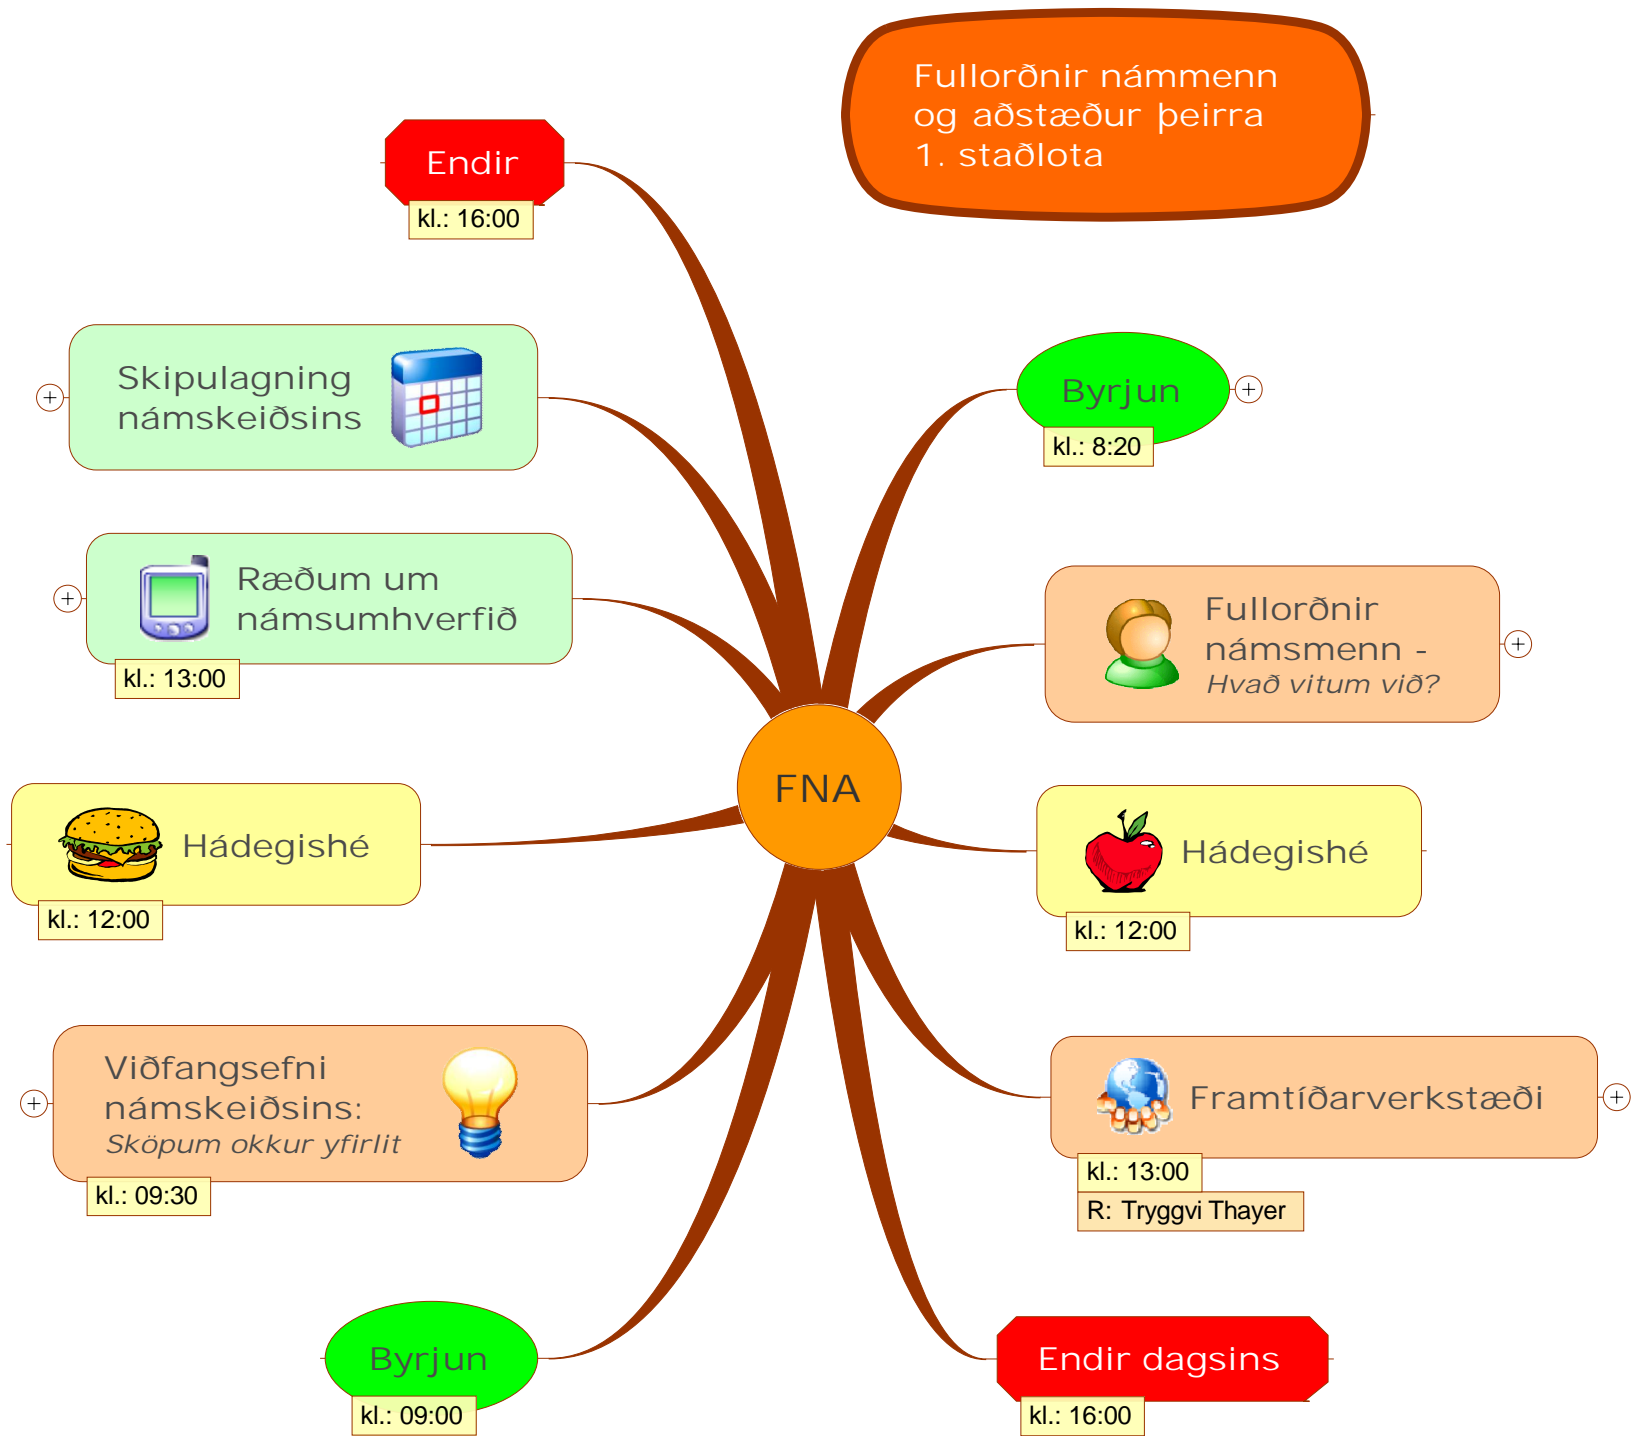 Fullorðnir námmenn
og aðstæður þeirra
1. staðlota
Byrjun
kl.: 8:20
Fullorðnir
námsmenn -
Hvað vitum við?
Hádegishé
kl.: 12:00
Framtíðarverkstæði
kl.: 13:00
R: Tryggvi Thayer
Endir dagsins
kl.: 16:00
FNA
Endir
kl.: 16:00
Skipulagning
námskeiðsins
Ræðum um
námsumhverfið
kl.: 13:00
Hádegishé
kl.: 12:00
Viðfangsefni
námskeiðsins:
Sköpum okkur yfirlit
kl.: 09:30
Byrjun
kl.: 09:00